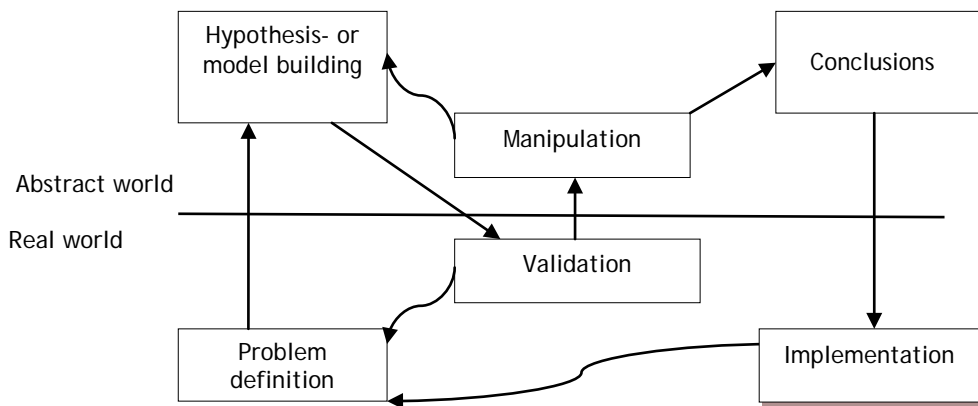 Hypothesis- or
model building
Conclusions
Manipulation
Abstract world
Real world
Validation
Problem
definition
Implementation